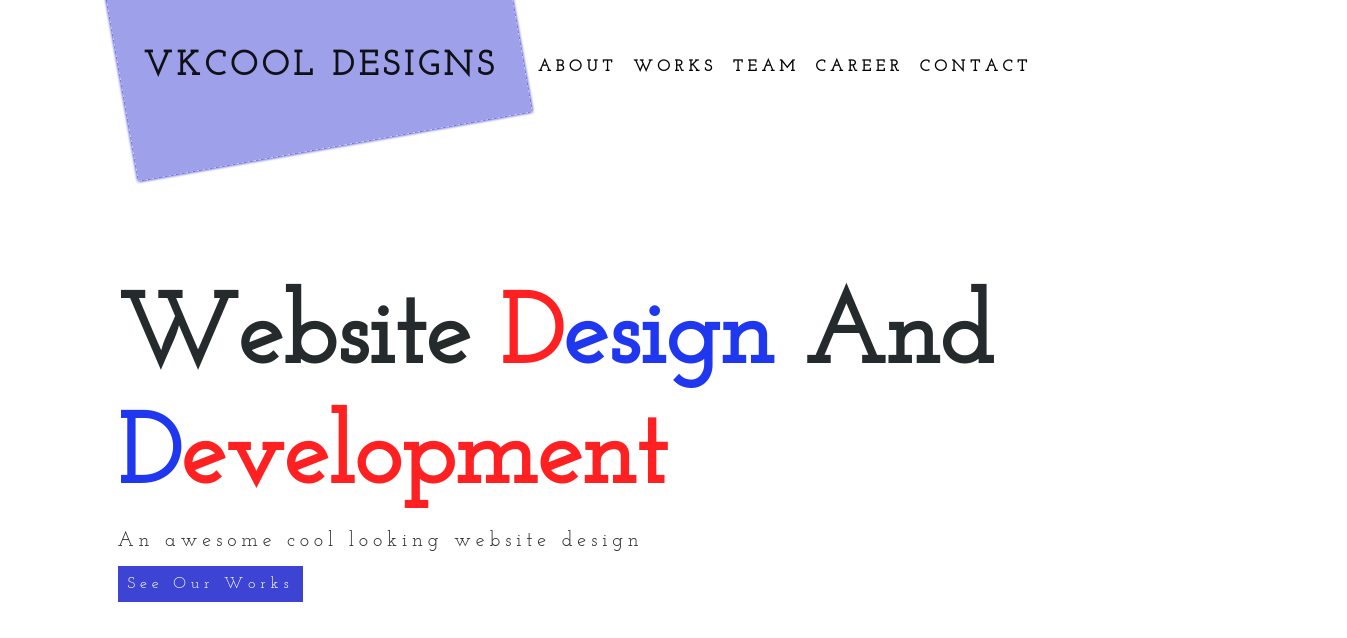 VKCOOL DESIGNS
ABOUT WORKS TEAM CAREER CONTACT
Website Design And
Development
An awesome cool looking website design
See Our Works